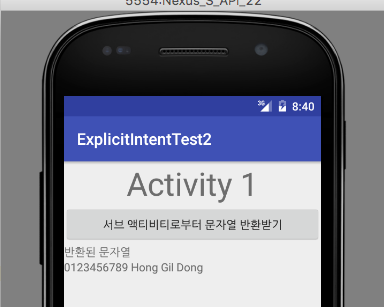 5554:Nexus_S_API_22
3G 8:40
ExplicitIntentTest2
Activity 1
서브 액티비티로부터 문자열 반환받기
반환된 문자열
0123456789 Hong Gil Dong